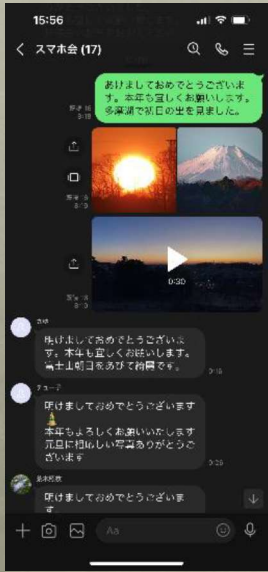 15:56
スマホ会 (17)
あけましておめでとうございま
す。本年も宜しくお願いします。
多摩湖で初日の出を見ました。
既読 16
0:30
明けましておめでとうございま
す。本年も宜しくお願いします。
富士山朝日をあびて綺麗です。
チュー子
明けましておめでとうございます
本年もよろしくお願いいたします
元旦に相応しい写真ありがとうご
ざいます
明けましておめでとうございま
す
Aa